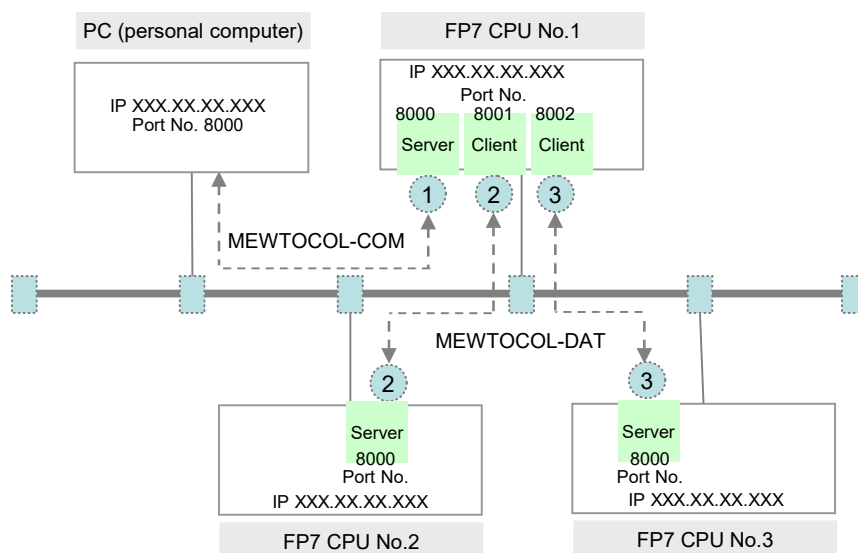 PC (personal computer)
FP7 CPU No.1
IP XXX.XX.XX.XXX
Port No. 8000
IP XXX.XX.XX.XXX
Port No.
8000 8001 8002
Server Client Client
1 2 3
MEWTOCOL-COM
MEWTOCOL-DAT
2
3
Server
8000
Port No.
IP XXX.XX.XX.XXX
Server
8000
Port No.
IP XXX.XX.XX.XXX
FP7 CPU No.2
FP7 CPU No.3